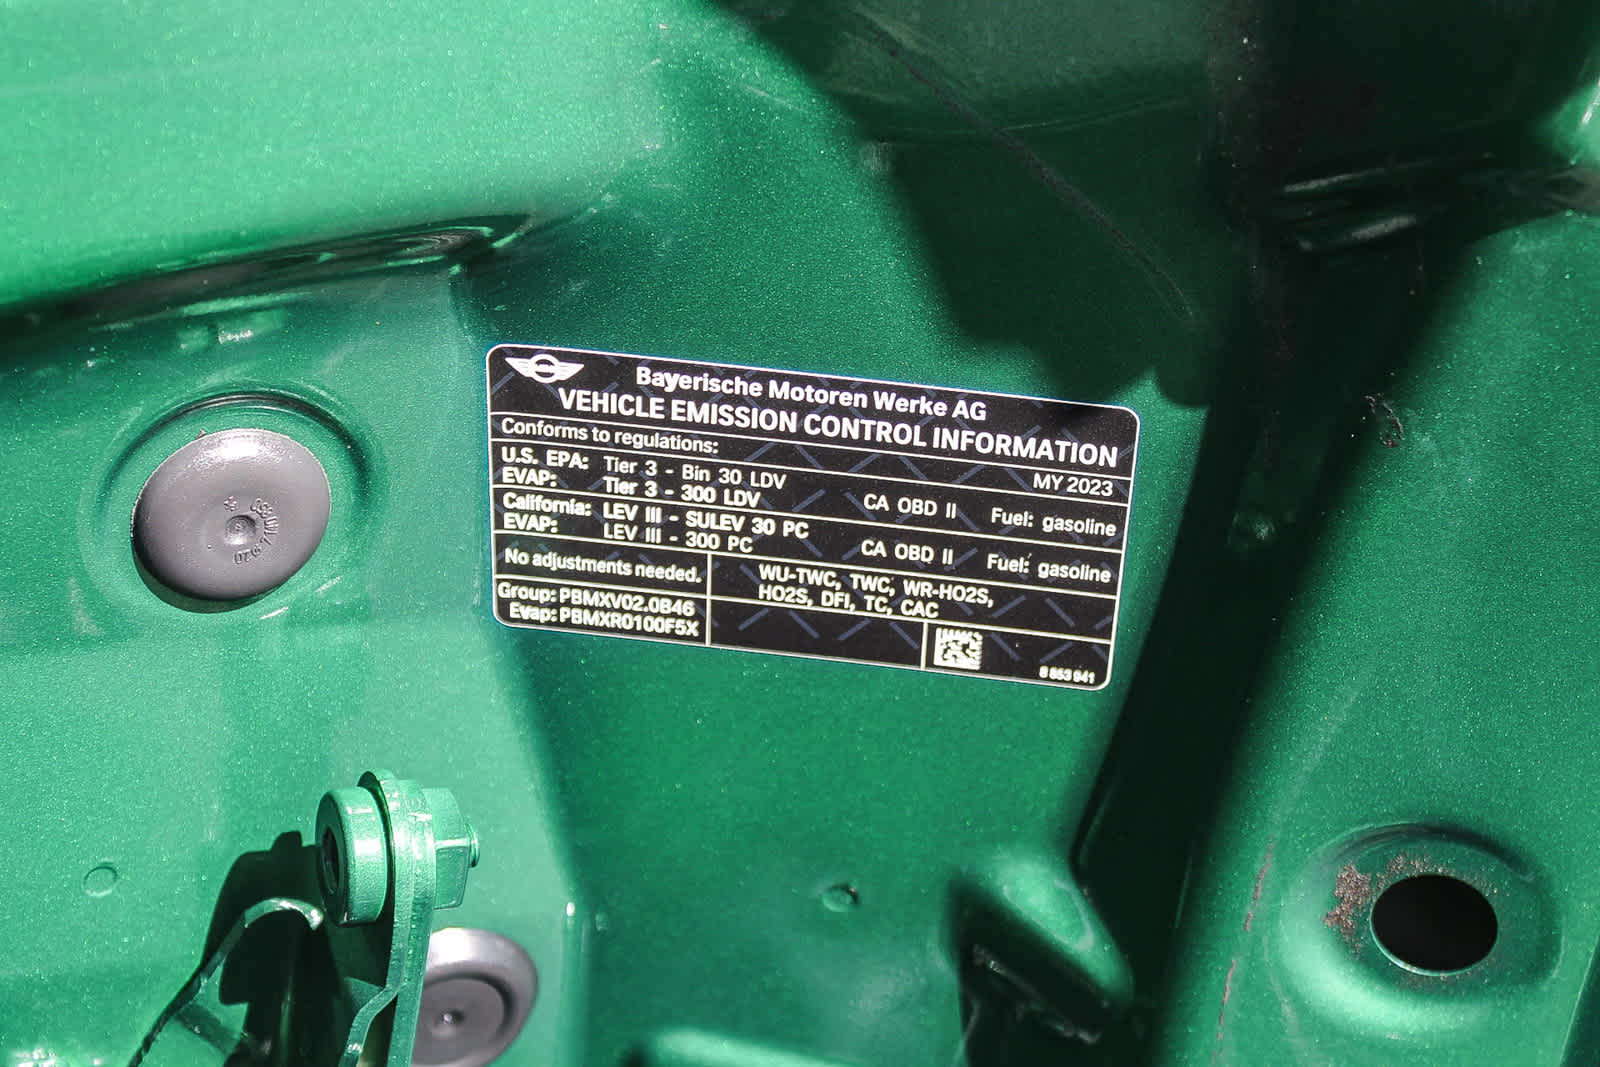 Bayerische Motoren Werke AG
VEHICLE EMISSION CONTROL INFORMATION
Conforms to regulations:
MY 2023
U.S. EPA: Tier 3 - Bin 30 LDV
EVAP: Tier 3 - 300 LDV CA OBD II Fuel: gasoline
California: LEV III - SULEV 30 PC
EVAP: LEV III - 300 PC CA OBD II Fuel: gasoline
No adjustments needed.
WU-TWC, TWC, WR-HO2S,
HO2S, DFI, TC, CAC
Group: PBMXV02.0B46
Evap: PBMXR0100F5X
8 853 941